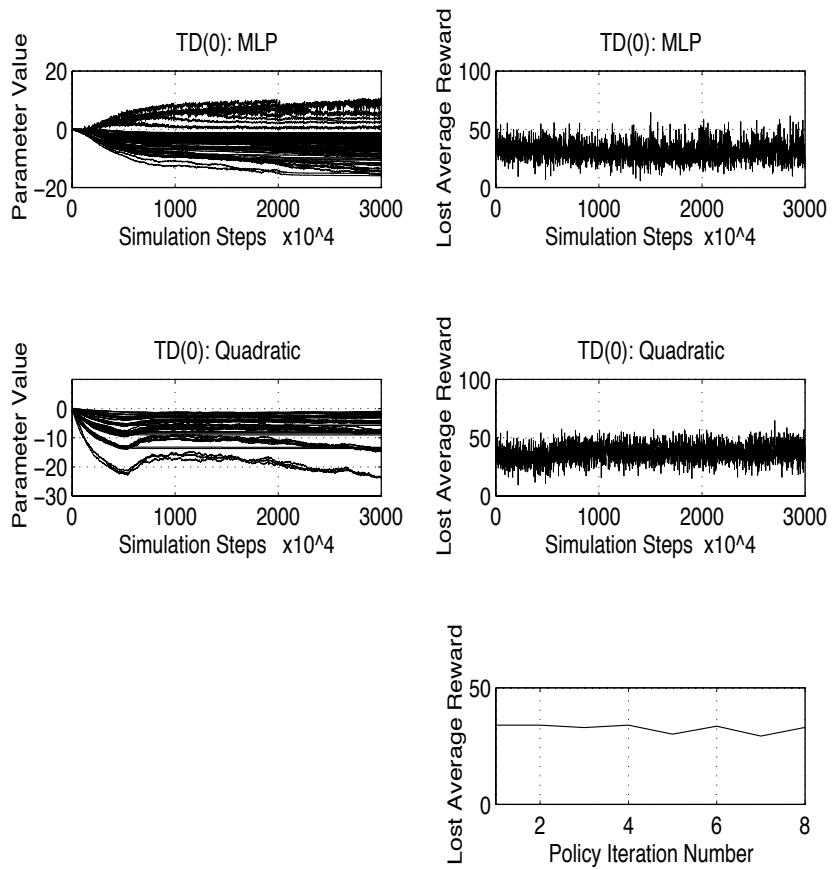 TD(0): MLP
Parameter Value
20
0
−20
0 1000 2000 3000
Simulation Steps x10^4
TD(0): MLP
Lost Average Reward
100
50
0
0 1000 2000 3000
Simulation Steps x10^4
TD(0): Quadratic
Parameter Value
0
−10
−20
−30
0 1000 2000 3000
Simulation Steps x10^4
TD(0): Quadratic
Lost Average Reward
100
50
0
0 1000 2000 3000
Simulation Steps x10^4
Lost Average Reward
50
0
2 4 6 8
Policy Iteration Number